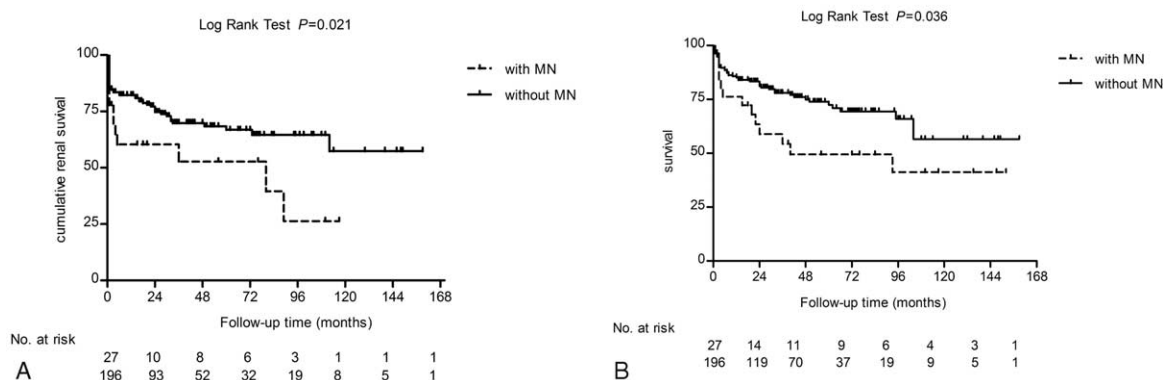 Log Rank Test P=0.021
100
75
50
25
0
cumulative renal suvival
0 24 48 72 96 120 144 168
Follow-up time (months)
with MN
without MN
No. at risk
27 10 8 6 3 1 1 1
196 93 52 32 19 8 5 1
A
Log Rank Test P=0.036
100
75
50
25
0
survival
0 24 48 72 96 120 144 168
Follow-up time (months)
with MN
without MN
No. at risk
27 14 11 9 6 4 3 1
196 119 70 37 19 9 5 1
B